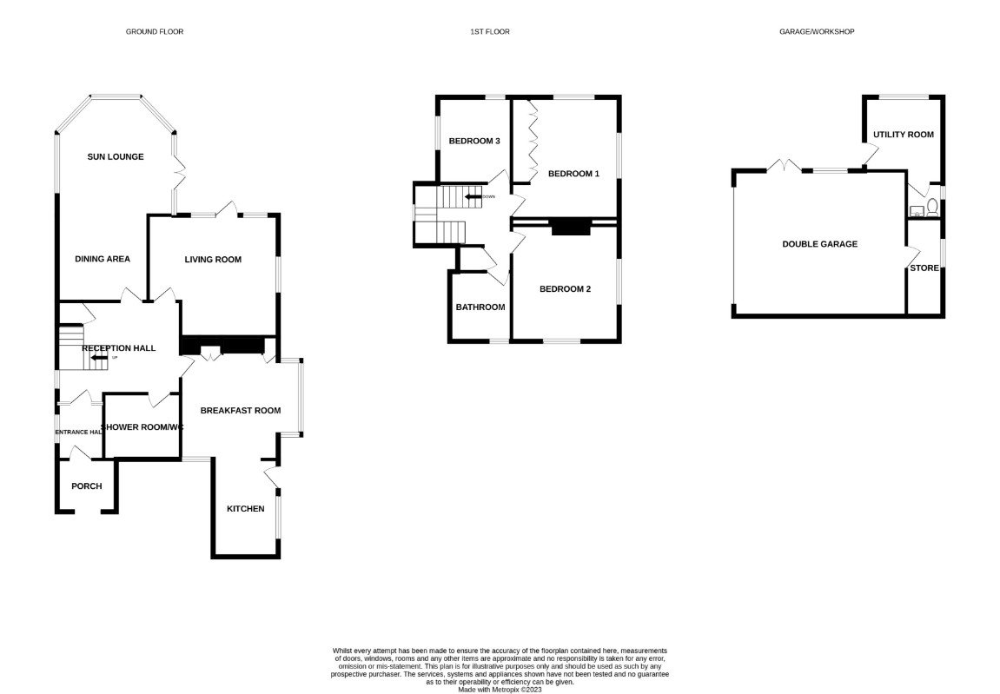 GROUND FLOOR
1ST FLOOR
GARAGE/WORKSHOP
SUN LOUNGE
DINING AREA
LIVING ROOM
RECEPTION HALL
UP
BREAKFAST ROOM
ENTRANCE HALL
SHOWER ROOM/WC
PORCH
KITCHEN
BEDROOM 3
BEDROOM 1
DOWN
BEDROOM 2
BATHROOM
UTILITY ROOM
DOUBLE GARAGE
STORE
Whilst every attempt has been made to ensure the accuracy of the floorplan contained here, measurements
of doors, windows, rooms and any other items are approximate and no responsibility is taken for any error,
omission or mis-statement. This plan is for illustrative purposes only and should be used as such by any
prospective purchaser. The services, systems and appliances shown have not been tested and no guarantee
as to their operability or efficiency can be given.
Made with Metropix ©2023